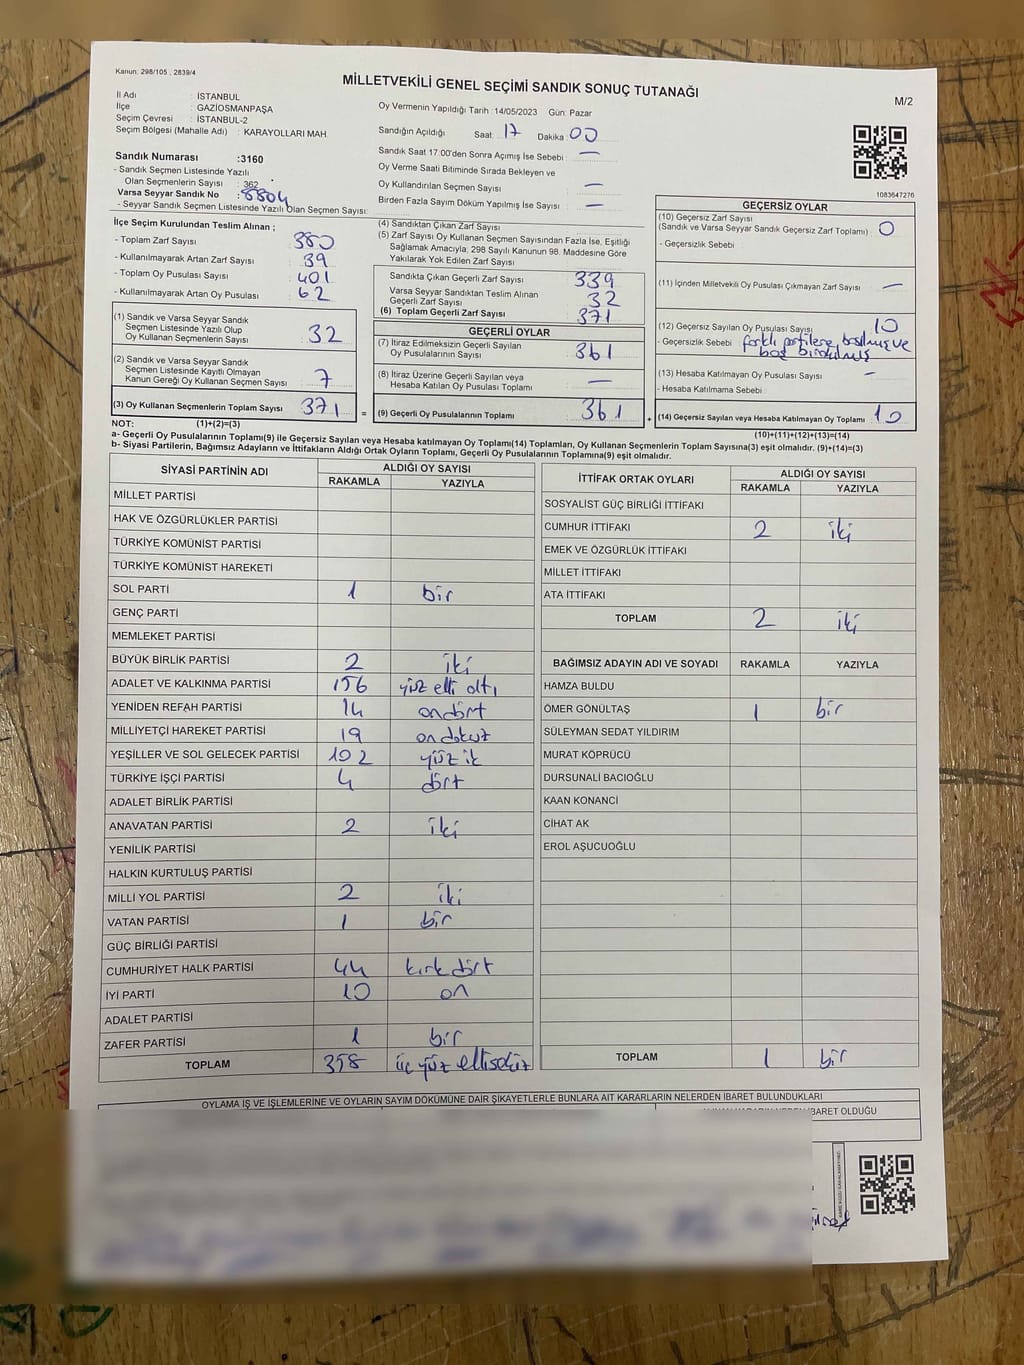 Kanun: 298/105 , 2839/4
MİLLETVEKİLİ GENEL SEÇİMİ SANDIK SONUÇ TUTANAĞI
M/2
İl Adı : İSTANBUL
İlçe : GAZİOSMANPAŞA
Seçim Çevresi : İSTANBUL-2
Seçim Bölgesi (Mahalle Adı) : KARAYOLLARI MAH.
Sandık Numarası :3160
- Sandık Seçmen Listesinde Yazılı
Olan Seçmenlerin Sayısı : 362
Varsa Seyyar Sandık No : 8804
- Seyyar Sandık Seçmen Listesinde Yazılı Olan Seçmen Sayısı:
Oy Vermenin Yapıldığı Tarih :14/05/2023 Gün: Pazar
Sandığın Açıldığı Saat: 17 Dakika :00
Sandık Saat 17.00'den Sonra Açımış İse Sebebi : —
Oy Verme Saati Bitiminde Sırada Bekleyen ve
Oy Kullandırılan Seçmen Sayısı : —
Birden Fazla Sayım Döküm Yapılmış İse Sayısı : —
1083647276
İlçe Seçim Kurulundan Teslim Alınan ;
- Toplam Zarf Sayısı : 380
- Kullanılmayarak Artan Zarf Sayısı : 39
- Toplam Oy Pusulası Sayısı : 401
- Kullanılmayarak Artan Oy Pusulası : 62
(1) Sandık ve Varsa Seyyar Sandık
Seçmen Listesinde Yazılı Olup
Oy Kullanan Seçmenlerin Sayısı : 32
(2) Sandık ve Varsa Seyyar Sandık
Seçmen Listesinde Kayıtlı Olmayan
Kanun Gereği Oy Kullanan Seçmen Sayısı : 7
(3) Oy Kullanan Seçmenlerin Toplam Sayısı : 371 =
(4) Sandıktan Çıkan Zarf Sayısı :
(5) Zarf Sayısı Oy Kullanan Seçmen Sayısından Fazla İse, Eşitliği
Sağlamak Amacıyla; 298 Sayılı Kanunun 98. Maddesine Göre
Yakılarak Yok Edilen Zarf Sayısı :
Sandıkta Çıkan Geçerli Zarf Sayısı : 339
Varsa Seyyar Sandıktan Teslim Alınan
Geçerli Zarf Sayısı : 32
(6) Toplam Geçerli Zarf Sayısı : 371
GEÇERLİ OYLAR
(7) İtiraz Edilmeksizin Geçerli Sayılan
Oy Pusulalarının Sayısı : 361
(8) İtiraz Üzerine Geçerli Sayılan veya
Hesaba Katılan Oy Pusulası Toplamı : —
(9) Geçerli Oy Pusulalarının Toplamı : 361 +
GEÇERSİZ OYLAR
(10) Geçersiz Zarf Sayısı
(Sandık ve Varsa Seyyar Sandık Geçersiz Zarf Toplamı) : 0
- Geçersizlik Sebebi :
(11) İçinden Milletvekili Oy Pusulası Çıkmayan Zarf Sayısı : —
(12) Geçersiz Sayılan Oy Pusulası Sayısı : 10
- Geçersizlik Sebebi : farklı partilere basılmış ve
boş
(13) Hesaba Katılmayan Oy Pusulası Sayısı : —
- Hesaba Katılmama Sebebi :
(14) Geçersiz Sayılan veya Hesaba Katılmayan Oy Toplamı : 10
NOT: (1)+(2)=(3)
(10)+(11)+(12)+(13)=(14)
a- Geçerli Oy Pusulalarının Toplamı(9) ile Geçersiz Sayılan veya Hesaba katılmayan Oy Toplamı(14) Toplamları, Oy Kullanan Seçmenlerin Toplam Sayısına(3) eşit olmalıdır. (9)+(14)=(3)
b- Siyasi Partilerin, Bağımsız Adayların ve İttifakların Aldığı Ortak Oyların Toplamı, Geçerli Oy Pusulalarının Toplamına(9) eşit olmalıdır.
SİYASİ PARTİNİN ADI ALDIĞI OY SAYISI
RAKAMLA YAZIYLA
MİLLET PARTİSİ
HAK VE ÖZGÜRLÜKLER PARTİSİ
TÜRKİYE KOMÜNİST PARTİSİ
TÜRKİYE KOMÜNİST HAREKETİ
SOL PARTİ 1 bir
GENÇ PARTİ
MEMLEKET PARTİSİ
BÜYÜK BİRLİK PARTİSİ 2 iki
ADALET VE KALKINMA PARTİSİ 156 yüz elli altı
YENİDEN REFAH PARTİSİ 14 ondört
MİLLİYETÇİ HAREKET PARTİSİ 19 on dokuz
YEŞİLLER VE SOL GELECEK PARTİSİ 102 yüz ik
TÜRKİYE İŞÇİ PARTİSİ 4 dört
ADALET BİRLİK PARTİSİ
ANAVATAN PARTİSİ 2 iki
YENİLİK PARTİSİ
HALKIN KURTULUŞ PARTİSİ
MİLLİ YOL PARTİSİ 2 iki
VATAN PARTİSİ 1 bir
GÜÇ BİRLİĞİ PARTİSİ
CUMHURİYET HALK PARTİSİ 44 kırk dört
İYİ PARTİ 10 on
ADALET PARTİSİ
ZAFER PARTİSİ 1 bir
TOPLAM 358 üç yüz ellisekiz
İTTİFAK ORTAK OYLARI ALDIĞI OY SAYISI
RAKAMLA YAZIYLA
SOSYALİST GÜÇ BİRLİĞİ İTTİFAKI
CUMHUR İTTİFAKI 2 iki
EMEK VE ÖZGÜRLÜK İTTİFAKI
MİLLET İTTİFAKI
ATA İTTİFAKI
TOPLAM 2 iki
BAĞIMSIZ ADAYIN ADI VE SOYADI RAKAMLA YAZIYLA
HAMZA BULDU
ÖMER GÖNÜLTAŞ 1 bir
SÜLEYMAN SEDAT YILDIRIM
MURAT KÖPRÜCÜ
DURSUNALİ BACIOĞLU
KAAN KONANCİ
CİHAT AK
EROL AŞUCUOĞLU
TOPLAM 1 bir
OYLAMA İŞ VE İŞLEMLERİNE VE OYLARIN SAYIM DÖKÜMÜNE DAİR ŞİKAYETLERLE BUNLARA AİT KARARLARIN NELERDEN İBARET BULUNDUKLARI
İBARET OLDUĞU